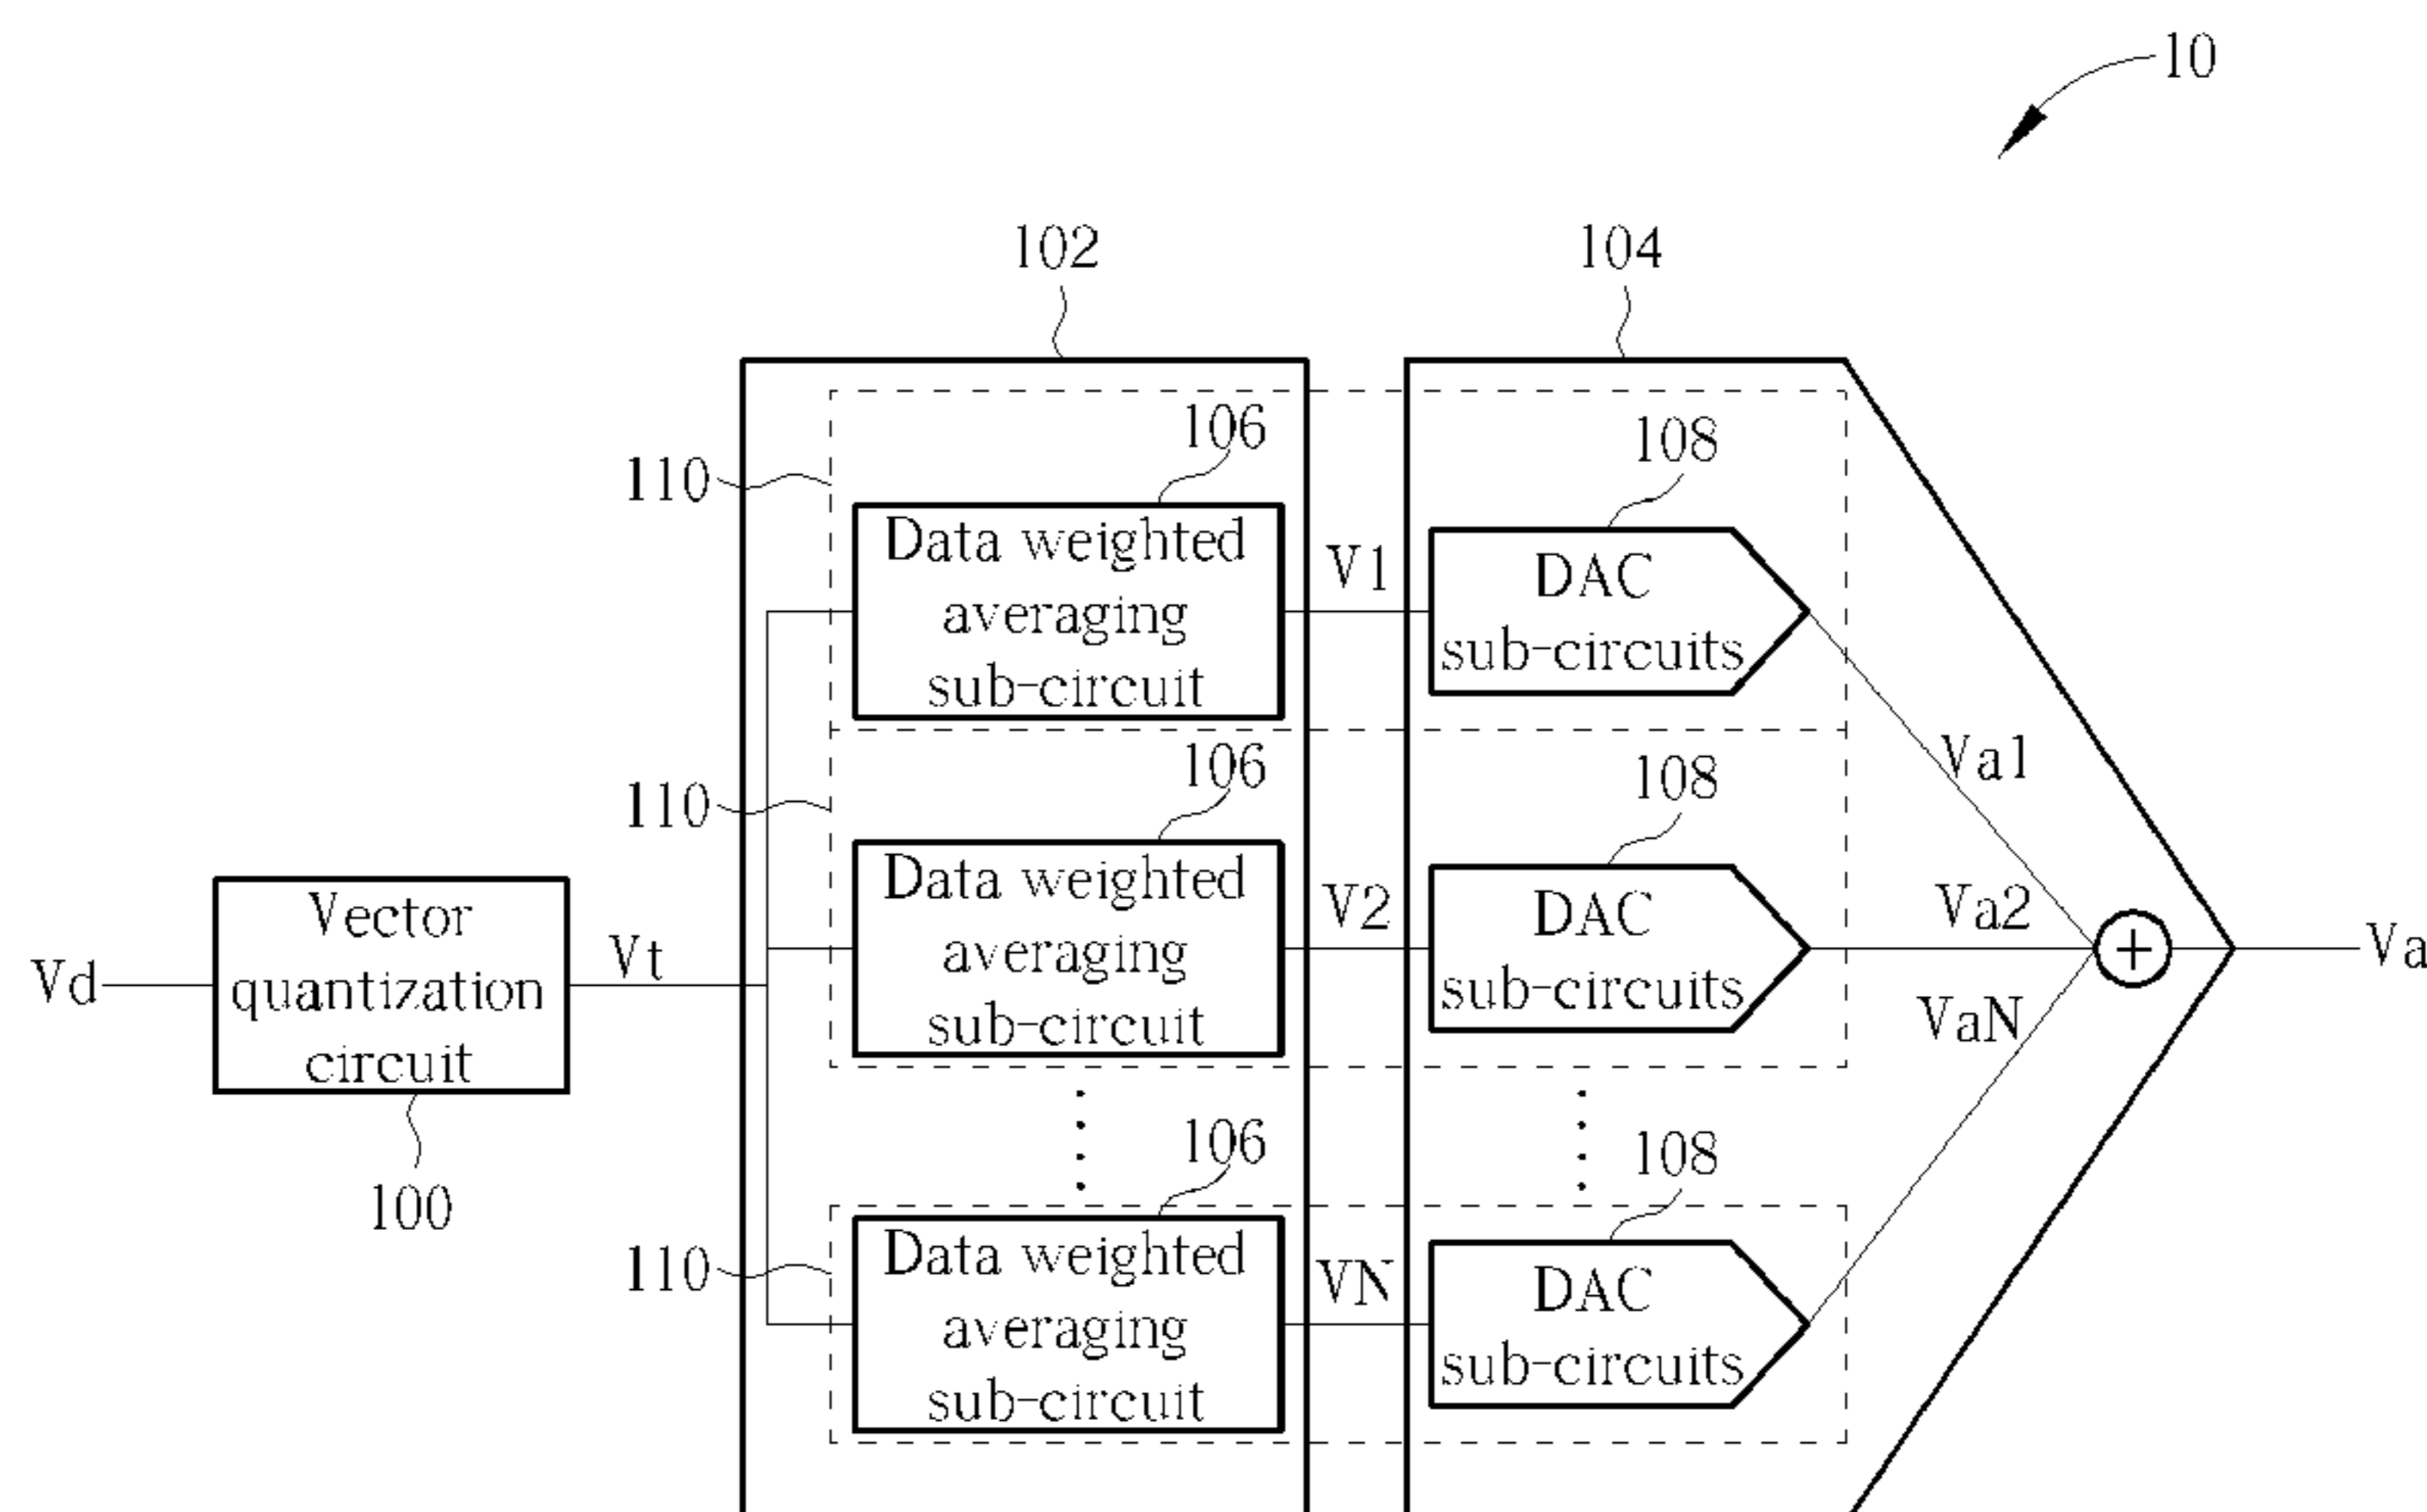 10
102
104
106
108
110
Data weighted
averaging
sub-circuit
V1
DAC
sub-circuits
Va1
106
108
110
Data weighted
averaging
sub-circuit
V2
DAC
sub-circuits
Va2
Vd
Vector
quantization
circuit
Vt
Va
VaN
100
106
108
110
Data weighted
averaging
sub-circuit
VN
DAC
sub-circuits